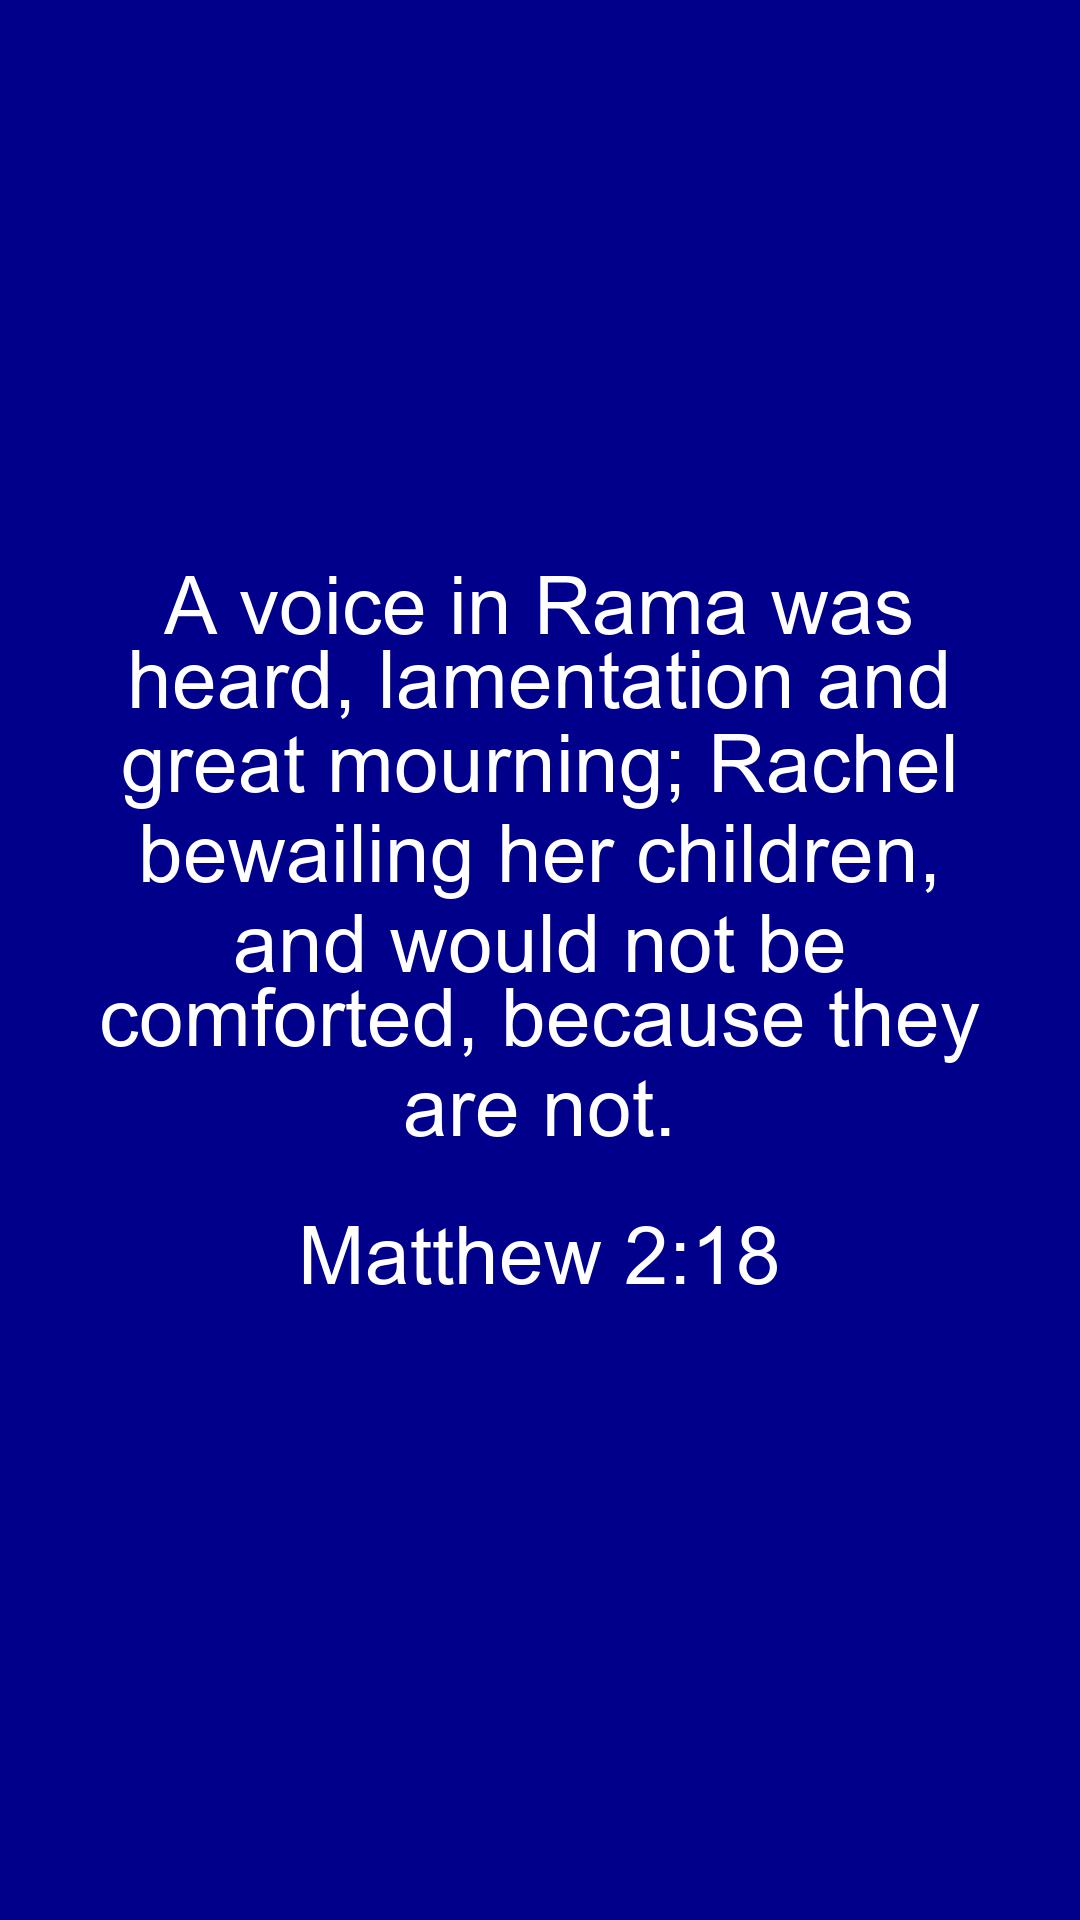 A voice in Rama was
heard, lamentation and
great mourning; Rachel
bewailing her children,
and would not be
comforted, because they
are not.
Matthew 2:18